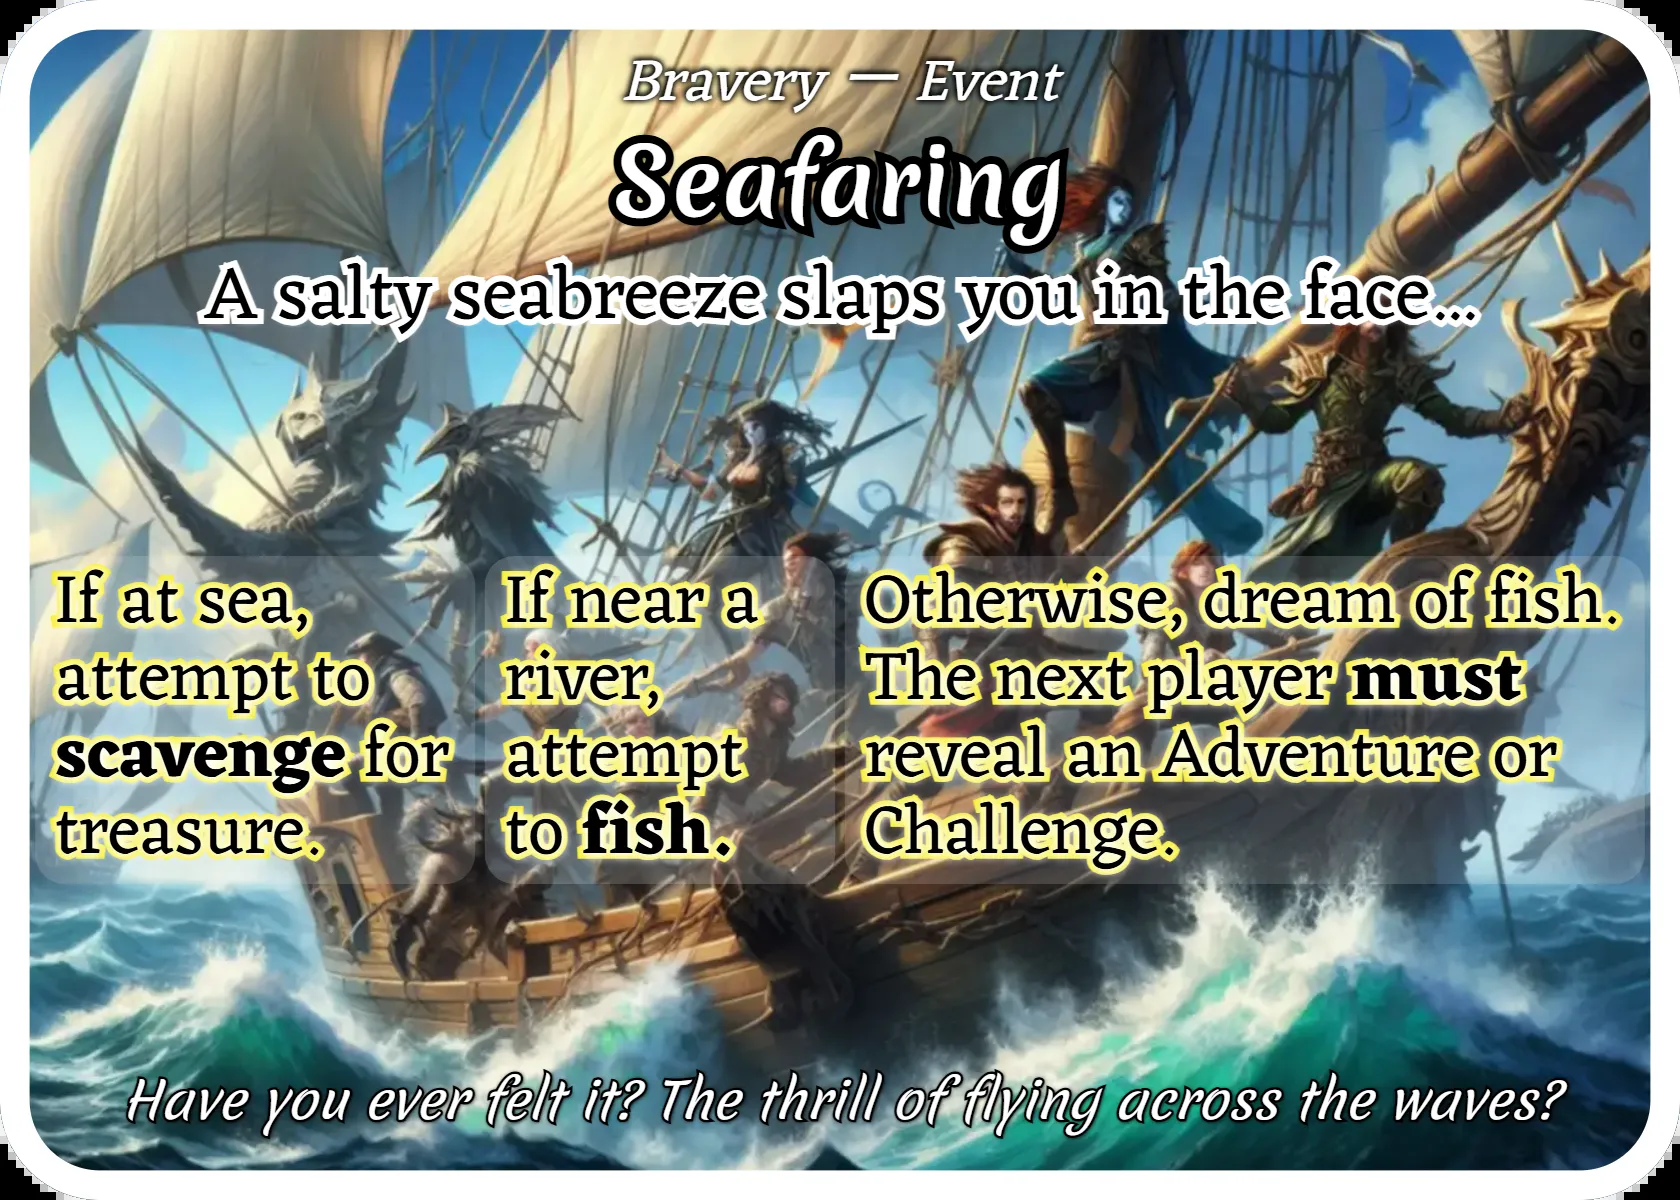 Bravery — Event
Seafaring
A salty seabreeze slaps you in the face...
If at sea,
attempt to
scavenge for
treasure.
If near a
river,
attempt
to fish.
Otherwise, dream of fish.
The next player must
reveal an Adventure or
Challenge.
Have you ever felt it? The thrill of flying across the waves?